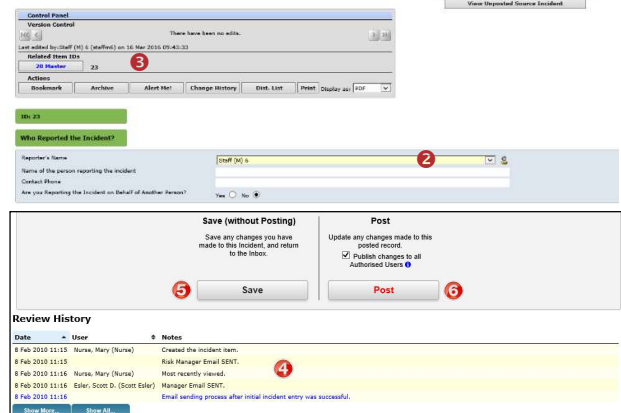 View Unposted Source Incident
Control Panel
Version Control
There have been no edits.
Last edited by:Staff (M) 6 (staffm6) on 16 Mar 2016 09:43:33
Related Item IDs
20 Master 23
3
Actions
Bookmark Archive Alert Me! Change History Dist. List Print Display as: PDF
ID: 23
Who Reported the Incident?
Reporter's Name Staff (M) 6
2
Name of the person reporting the incident
Contact Phone
Are you Reporting the Incident on Behalf of Another Person? Yes No
Save (without Posting) Post
Save any changes you have Update any changes made to this
made to this Incident, and return posted record.
to the Inbox. Publish changes to all
Authorised Users
5 Save Post 6
Review History
Date User Notes
8 Feb 2010 11:15 Nurse, Mary (Nurse) Created the incident item.
8 Feb 2010 11:15 Risk Manager Email SENT.
8 Feb 2010 11:16 Nurse, Mary (Nurse) Most recently viewed.
4
8 Feb 2010 11:16 Esler, Scott D. (Scott Esler) Manager Email SENT.
8 Feb 2010 11:16 Email sending process after initial incident entry was successful.
Show More... Show All...